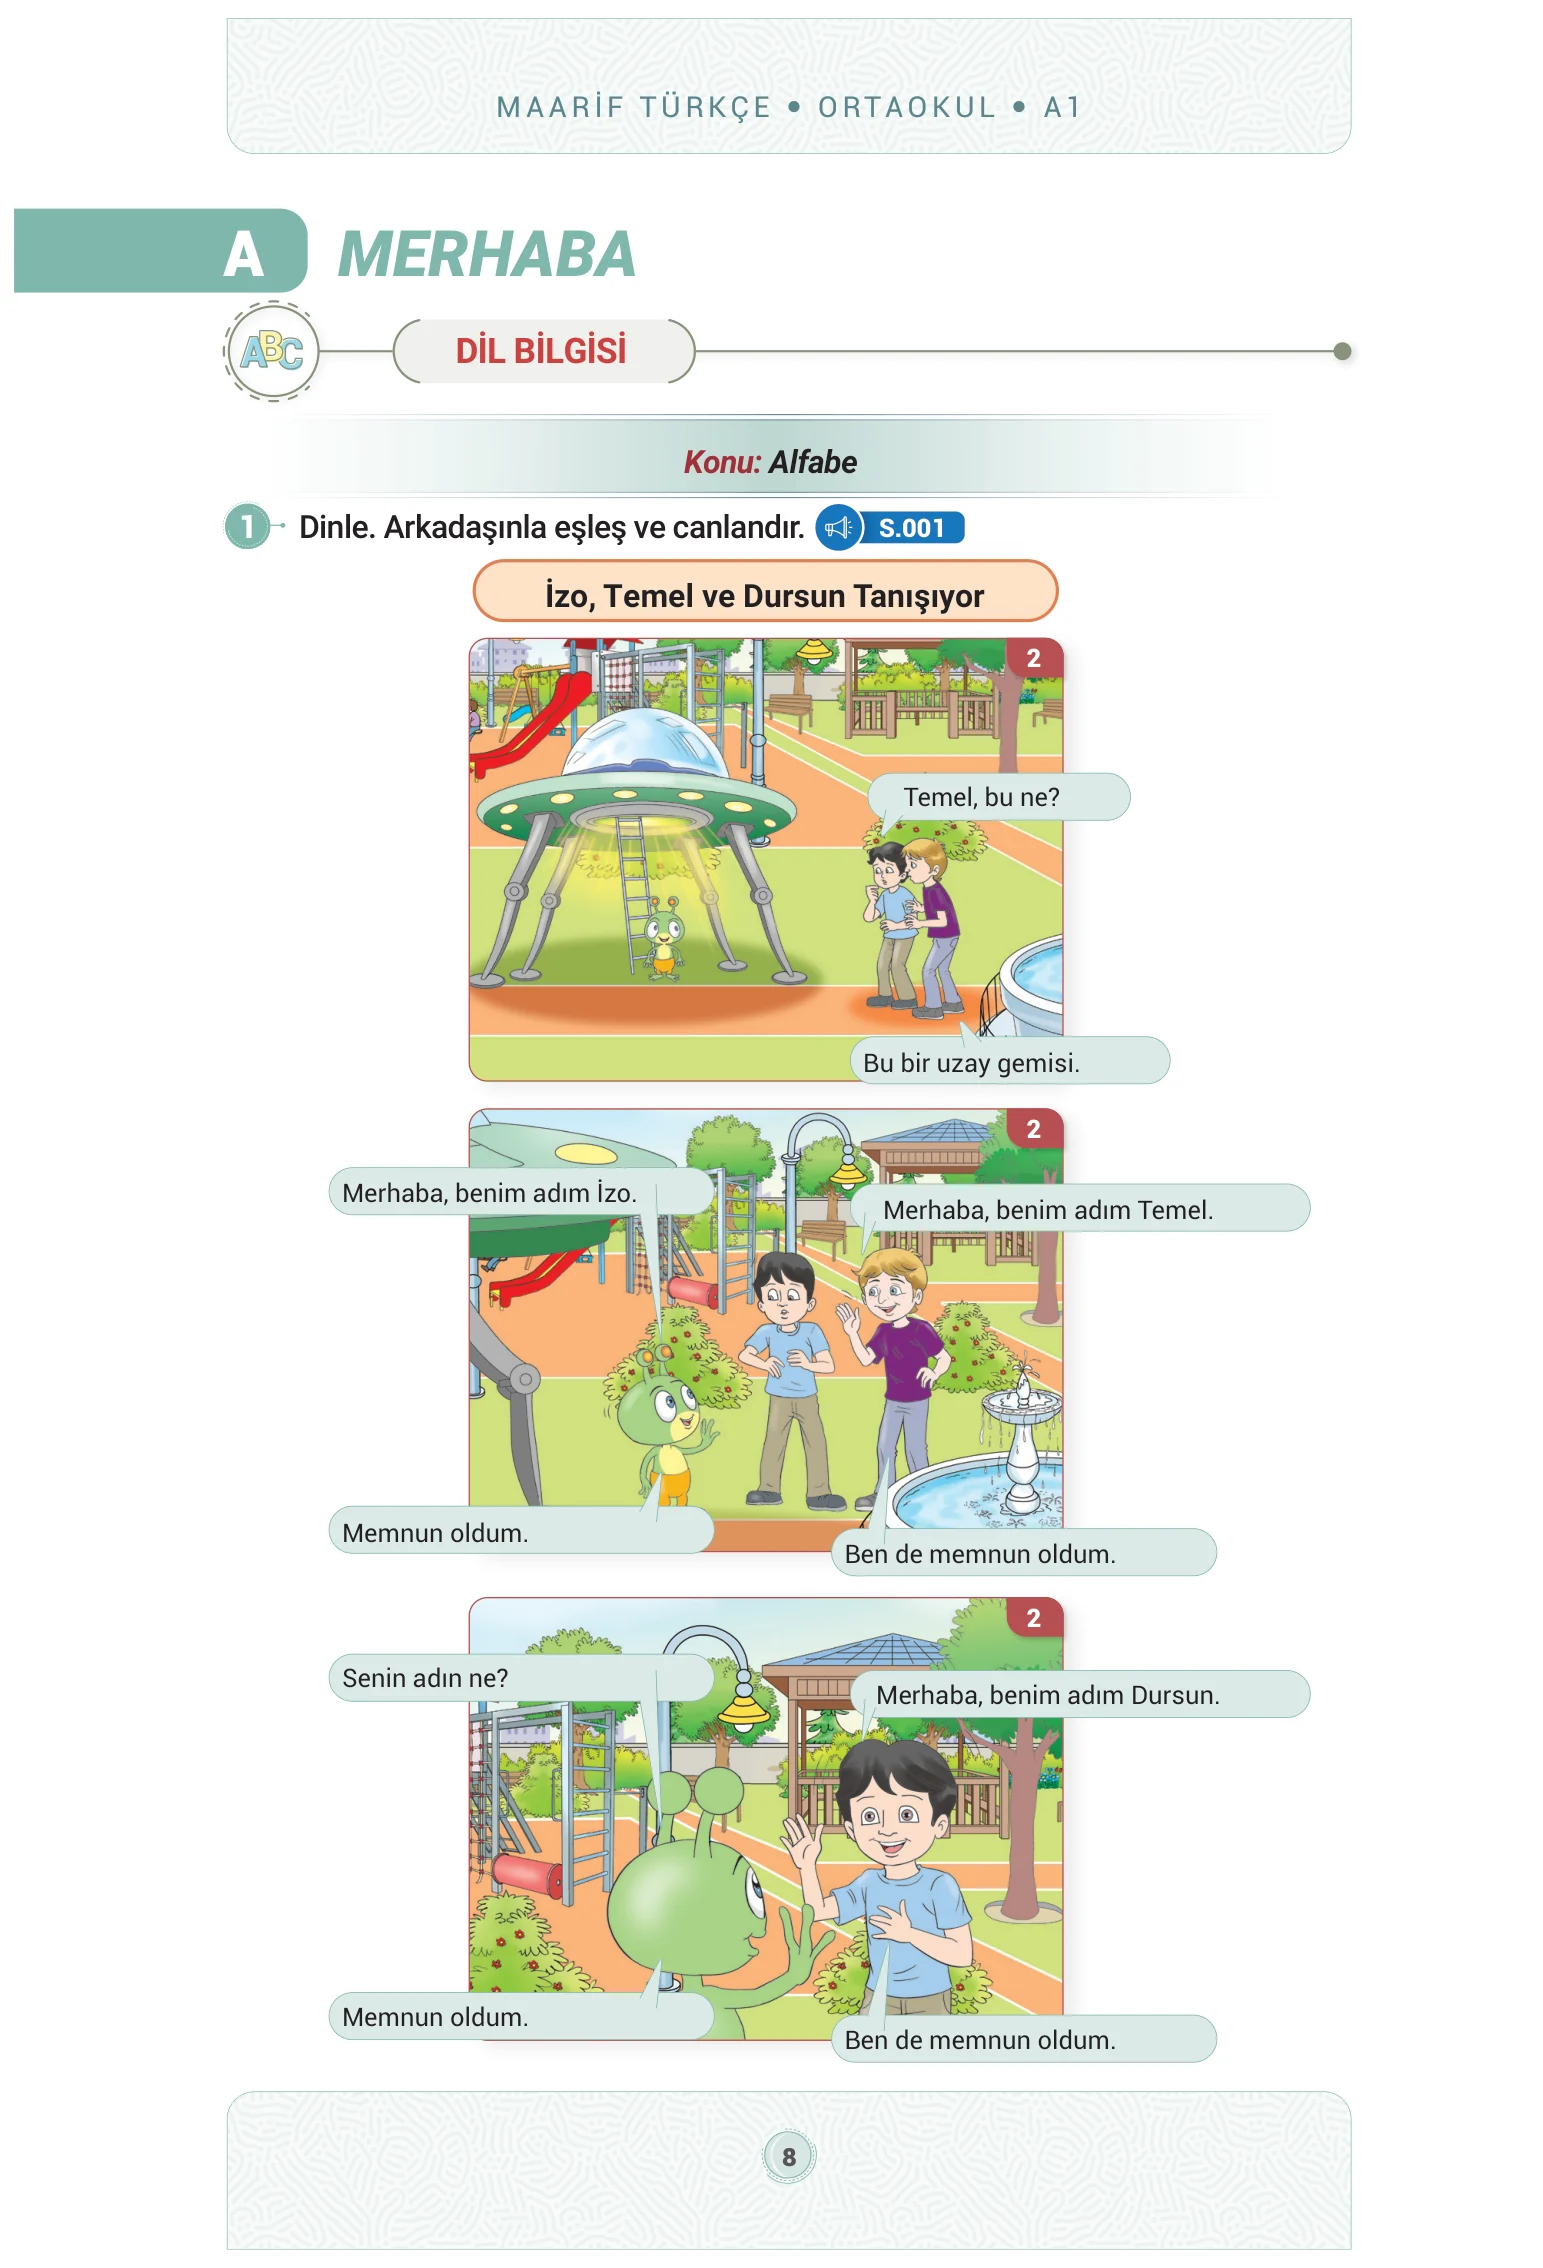 MAARİF TÜRKÇE • ORTAOKUL • A1
A MERHABA
ABC
DİL BİLGİSİ
Konu: Alfabe
1 Dinle. Arkadaşınla eşleş ve canlandır. S.001
İzo, Temel ve Dursun Tanışıyor
2
Temel, bu ne?
Bu bir uzay gemisi.
2
Merhaba, benim adım İzo.
Merhaba, benim adım Temel.
Memnun oldum.
Ben de memnun oldum.
2
Senin adın ne?
Merhaba, benim adım Dursun.
Memnun oldum.
Ben de memnun oldum.
8